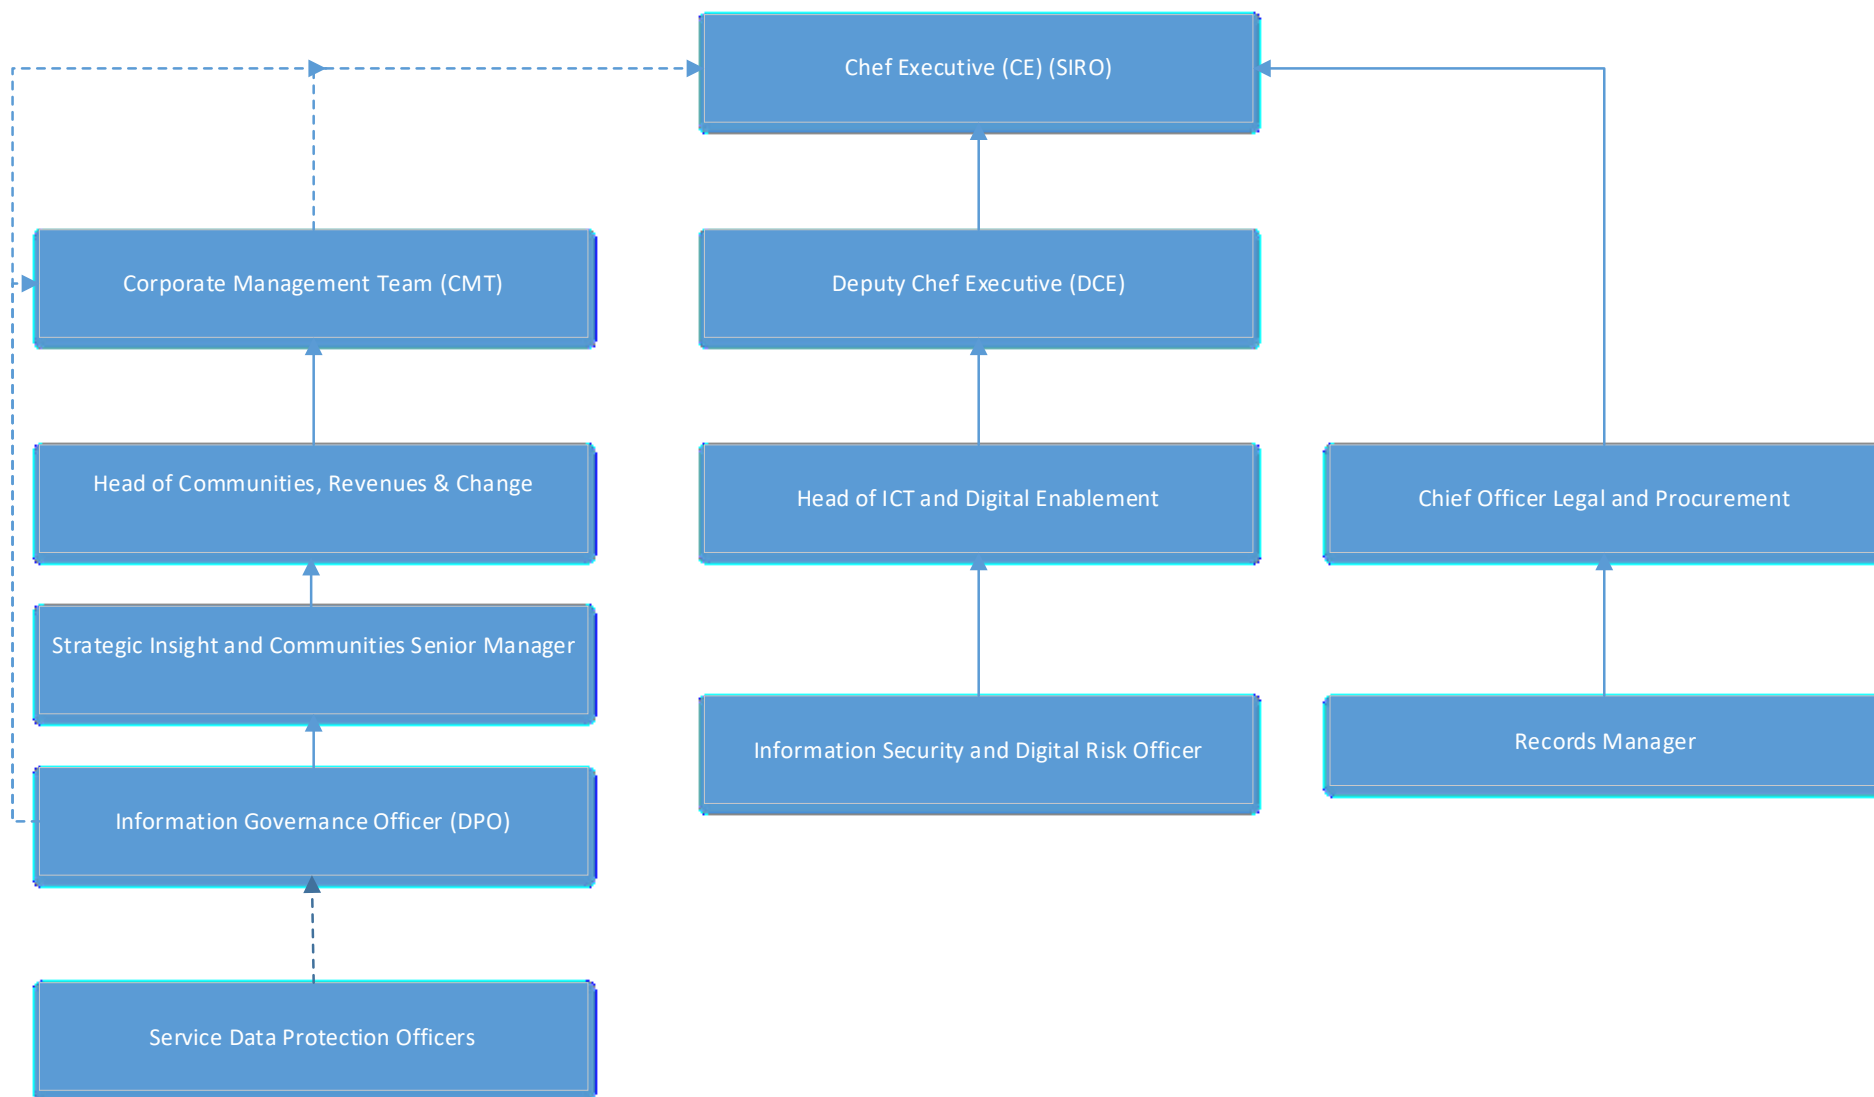 Chef Executive (CE) (SIRO)
Corporate Management Team (CMT)
Deputy Chef Executive (DCE)
Head of Communities, Revenues & Change
Head of ICT and Digital Enablement
Chief Officer Legal and Procurement
Strategic Insight and Communities Senior Manager
Information Security and Digital Risk Officer
Records Manager
Information Governance Officer (DPO)
Service Data Protection Officers